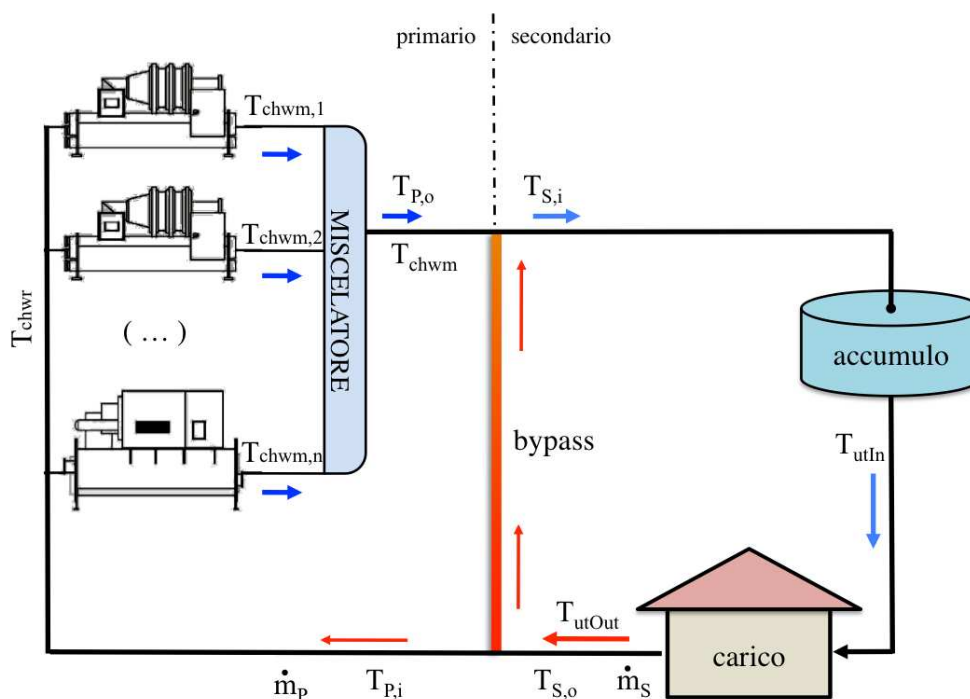 primario secondario
Tchwm,1
TP,o
TS,i
Tchwm,2
MISCELATORE
Tchwm
Tchwr
( ... )
accumulo
Tchwm,n
bypass
TutIn
TutOut
carico
ṁP
TP,i
TS,o
ṁS